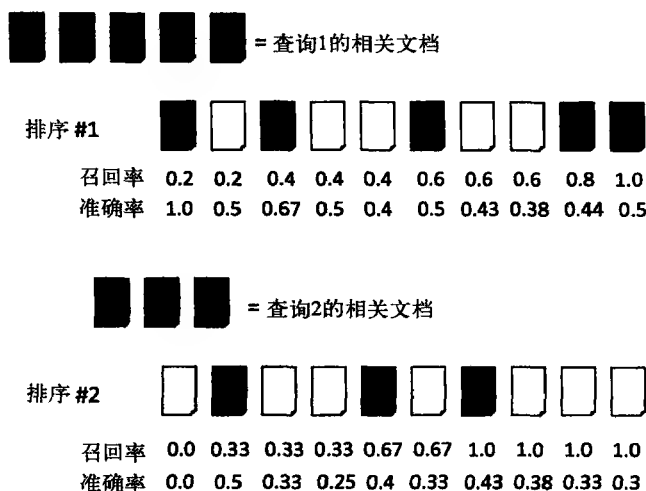 = 查询1的相关文档
排序 #1
召回率 0.2 0.2 0.4 0.4 0.4 0.6 0.6 0.6 0.8 1.0
准确率 1.0 0.5 0.67 0.5 0.4 0.5 0.43 0.38 0.44 0.5
= 查询2的相关文档
排序 #2
召回率 0.0 0.33 0.33 0.33 0.67 0.67 1.0 1.0 1.0 1.0
准确率 0.0 0.5 0.33 0.25 0.4 0.33 0.43 0.38 0.33 0.3